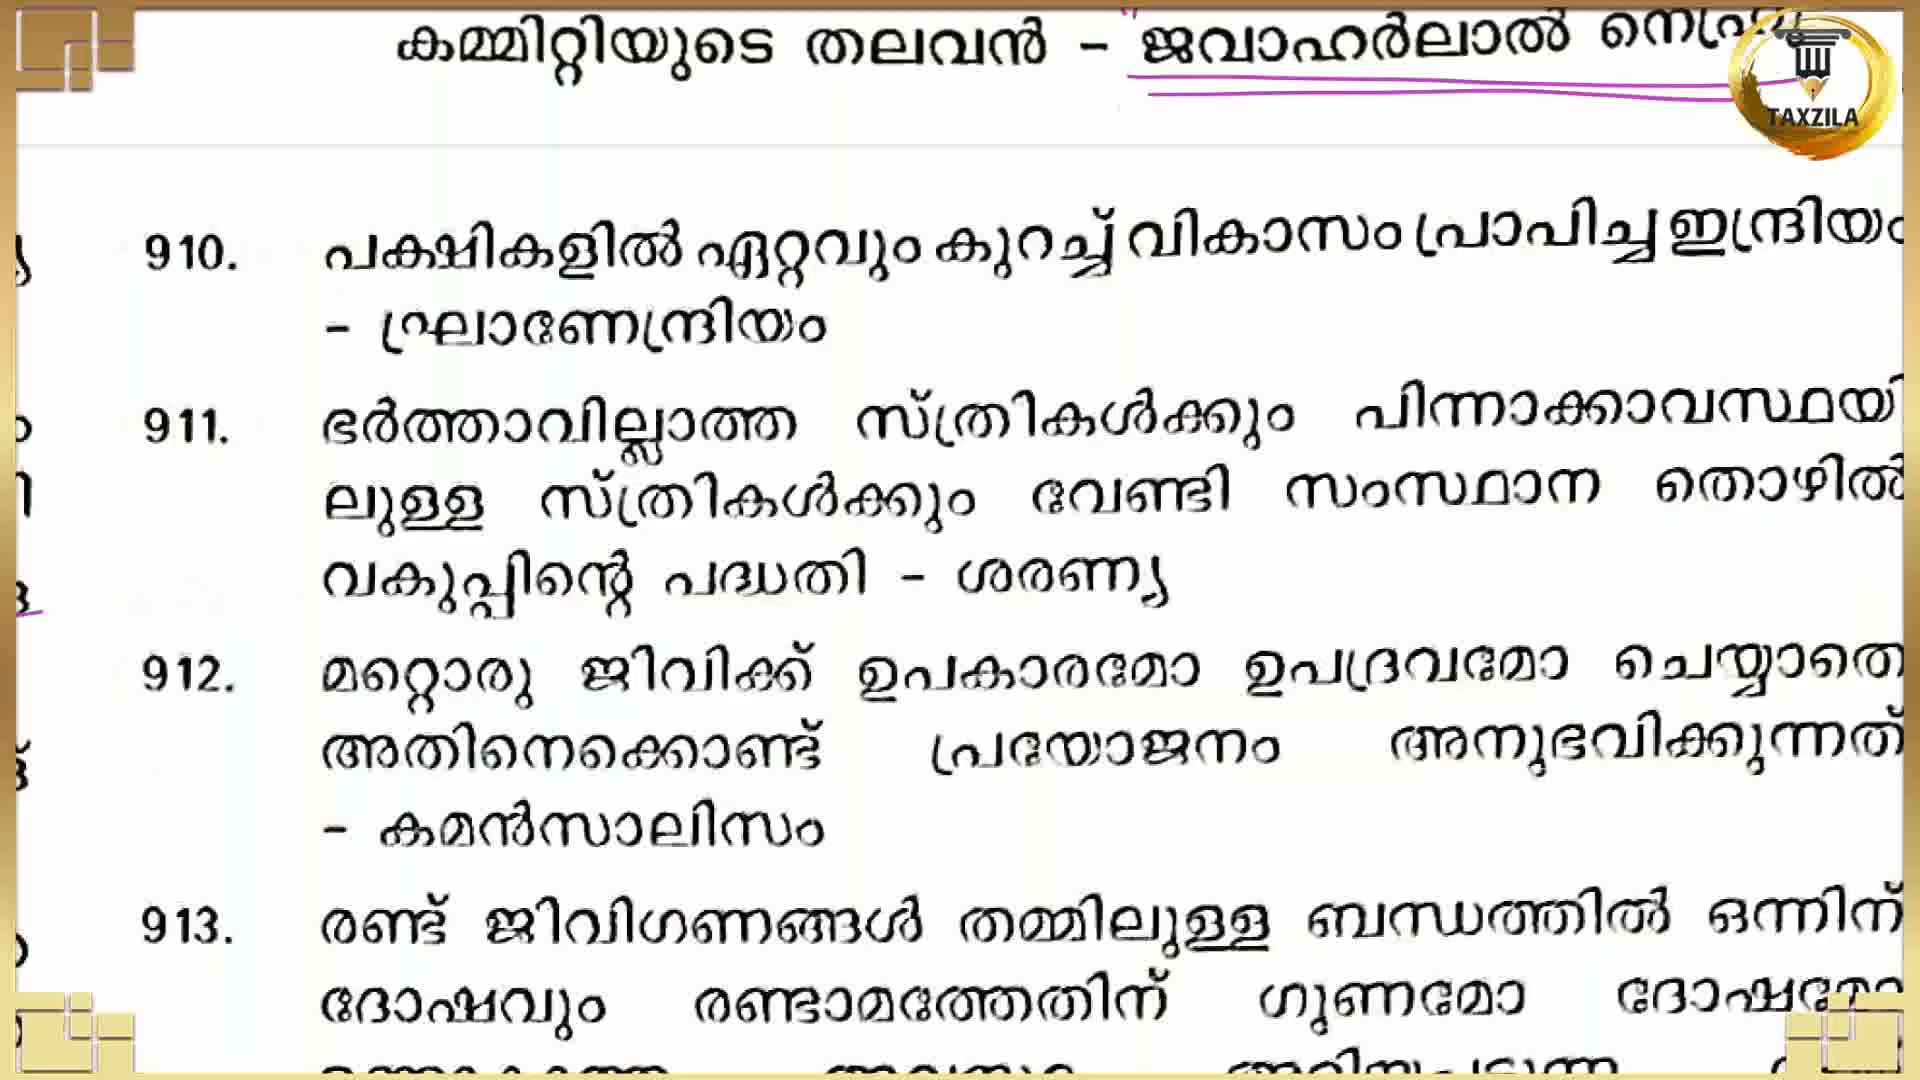 കമ്മിറ്റിയുടെ തലവൻ - ജവാഹർലാൽ നെഹ്രു
TAXZILA
910. പക്ഷികളിൽ ഏറ്റവും കുറച്ച് വികാസം പ്രാപിച്ച ഇന്ദ്രിയം
- ഘ്രാണേന്ദ്രിയം
911. ഭർത്താവില്ലാത്ത സ്ത്രികൾക്കും പിന്നാക്കാവസ്ഥയി
ലുള്ള സ്ത്രികൾക്കും വേണ്ടി സംസ്ഥാന തൊഴിൽ
വകുപ്പിന്റെ പദ്ധതി - ശരണ്യ
912. മറ്റൊരു ജീവിക്ക് ഉപകാരമോ ഉപദ്രവമോ ചെയ്യാതെ
അതിനെക്കൊണ്ട് പ്രയോജനം അനുഭവിക്കുന്നത്
- കമൻസാലിസം
913. രണ്ട് ജീവിഗണങ്ങൾ തമ്മിലുള്ള ബന്ധത്തിൽ ഒന്നിന്
ദോഷവും രണ്ടാമത്തേതിന് ഗുണമോ ദോഷമോ